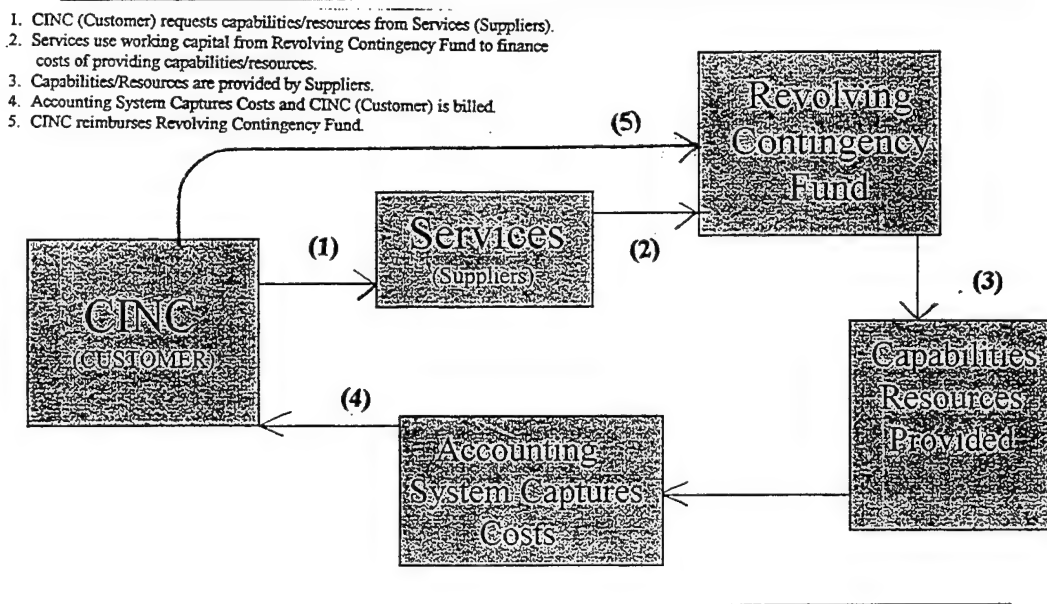 1. CINC (Customer) requests capabilities/resources from Services (Suppliers).
2. Services use working capital from Revolving Contingency Fund to finance
costs of providing capabilities/resources.
3. Capabilities/Resources are provided by Suppliers.
4. Accounting System Captures Costs and CINC (Customer) is billed
5. CINC reimburses Revolving Contingency Fund
(5)
Revolving
Contingency
Fund
(1)
Services
(Suppliers)
(2)
(3)
CINC
(CUSTOMER)
Capabilities
Resources
Provided
(4)
Accounting
System Captures
Costs